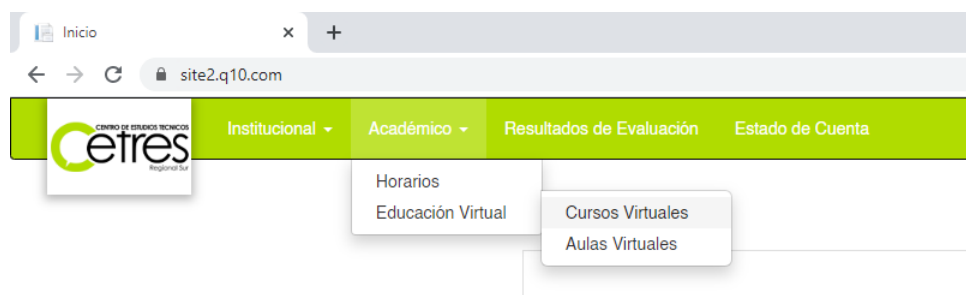 Inicio
site2.q10.com
CENTRO DE ESTUDIOS TECNICOS
Cetres
Regional Sur
Institucional
Académico
Resultados de Evaluación
Estado de Cuenta
Horarios
Educación Virtual
Cursos Virtuales
Aulas Virtuales